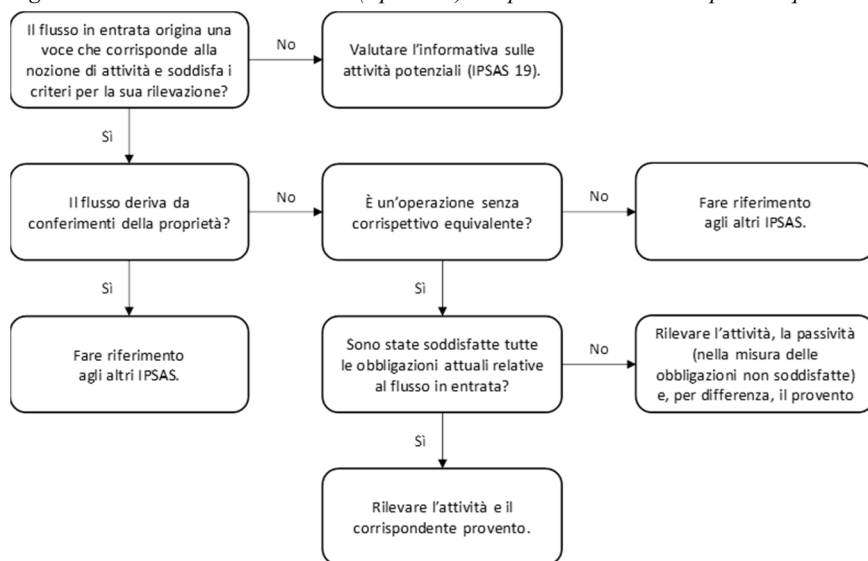 Il flusso in entrata origina una
voce che corrisponde alla
nozione di attività e soddisfa i
criteri per la sua rilevazione?
No
Valutare l'informativa sulle
attività potenziali (IPSAS 19).
Sì
Il flusso deriva da
conferimenti della proprietà?
No
È un'operazione senza
corrispettivo equivalente?
No
Fare riferimento
agli altri IPSAS.
Sì
Sì
Fare riferimento
agli altri IPSAS.
Sono state soddisfatte tutte
le obbligazioni attuali relative
al flusso in entrata?
No
Rilevare l'attività, la passività
(nella misura delle
obbligazioni non soddisfatte)
e, per differenza, il provento
Sì
Rilevare l'attività e il
corrispondente provento.